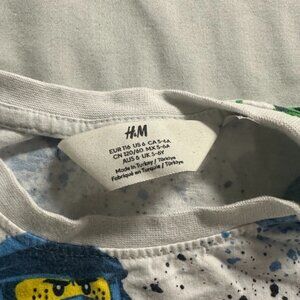 H&M
EUR 116 US 6 CA 5-6A
CN 120/60 MX 5-6A
AUS 6 UK 5-6Y
Made in Turkey / Türkiye
Fabriqué en Turquie / Türkiye